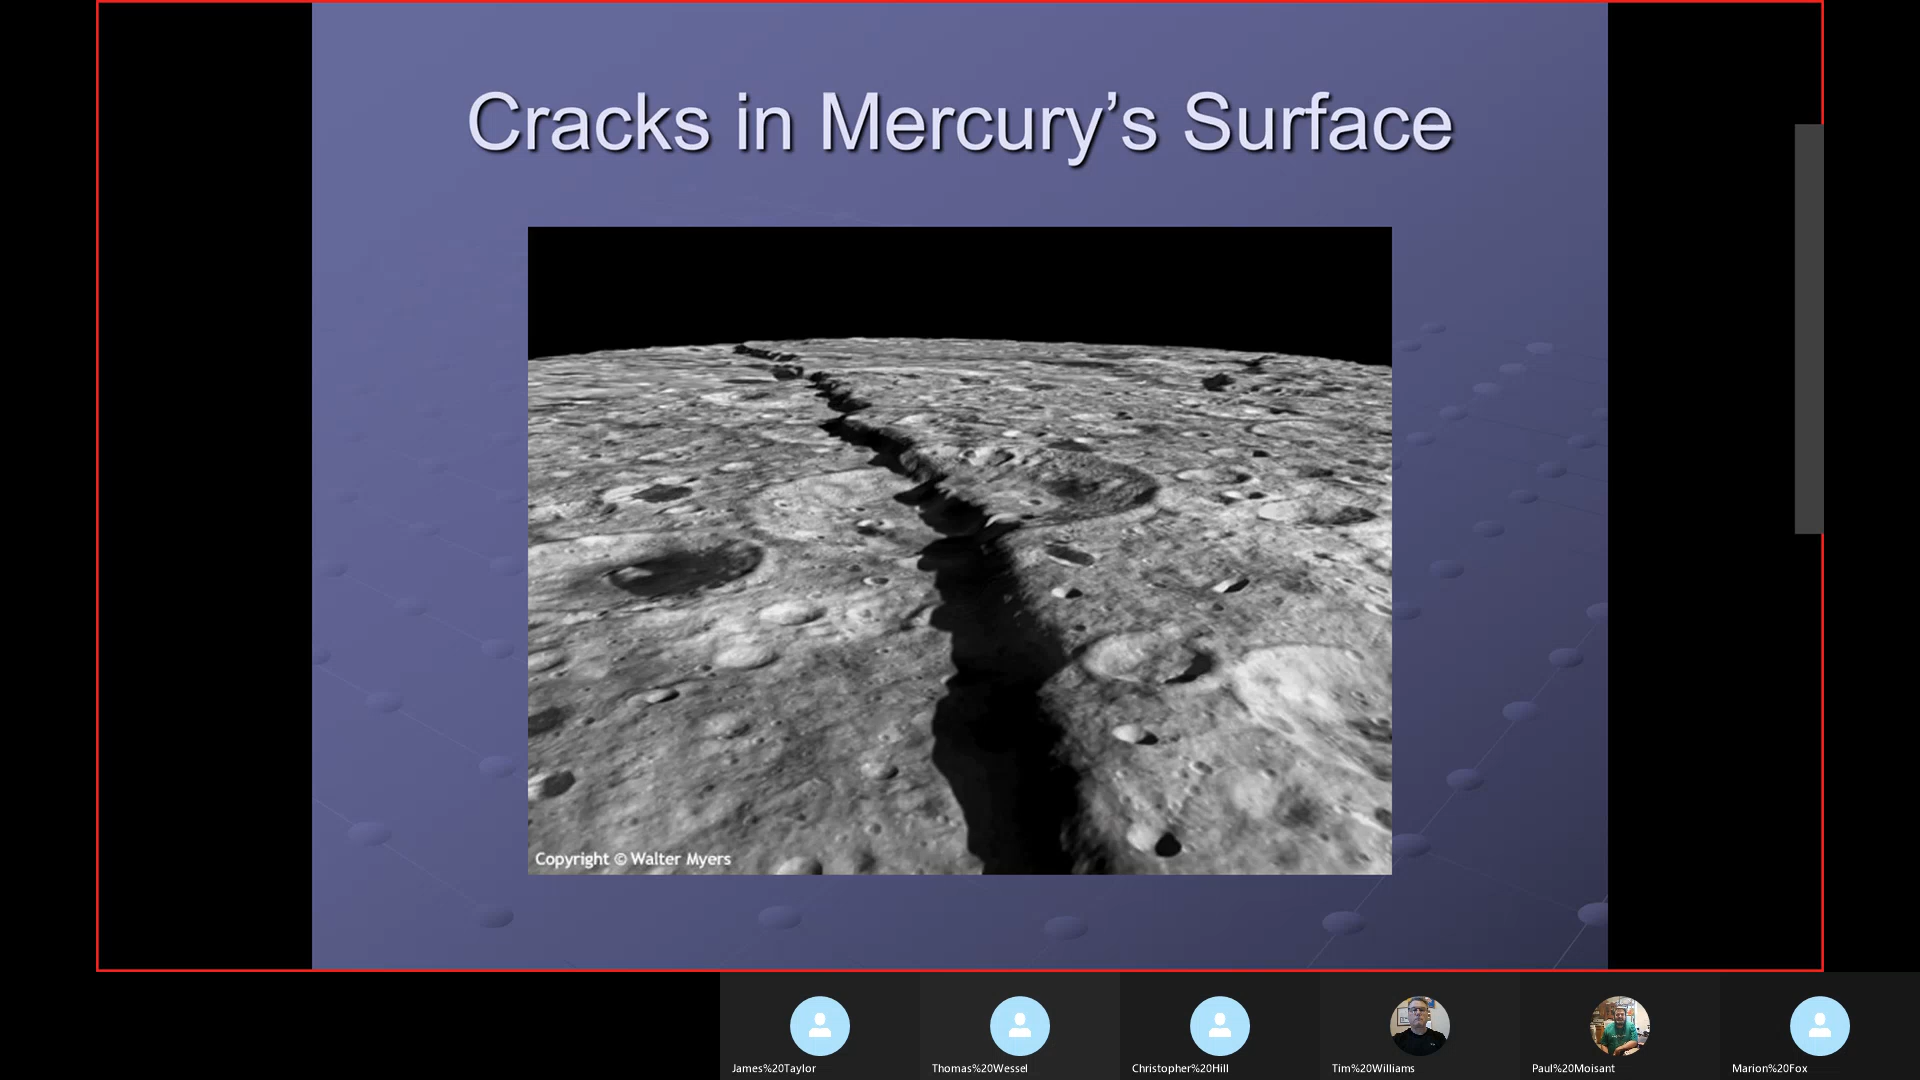 Cracks in Mercury’s Surface
Copyright © Walter Myers
James%20Taylor
Thomas%20Wessel
Christopher%20Hill
Tim%20Williams
Paul%20Moisant
Marion%20Fox